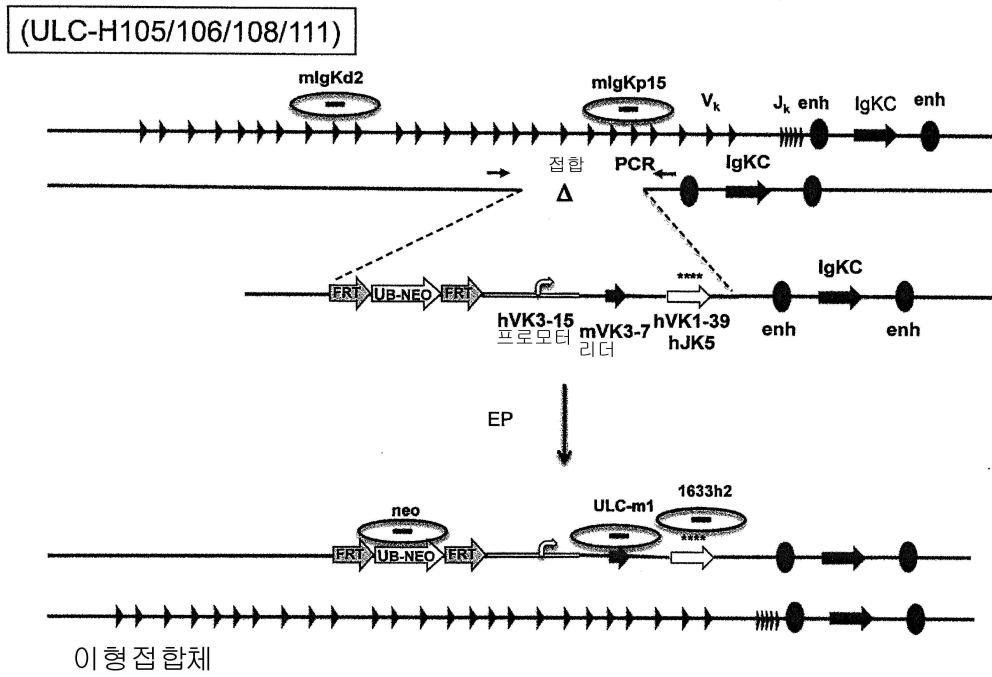 (ULC-H105/106/108/111)
mIgKd2
mIgKp15
Vk
Jk
enh
IgKC
enh
접합
Δ
PCR
IgKC
FRT
UB-NEO
FRT
****
IgKC
hVK3-15
프로모터
mVK3-7
리더
hVK1-39
hJK5
enh
enh
EP
neo
ULC-m1
1633h2
FRT
UB-NEO
FRT
****
이형접합체